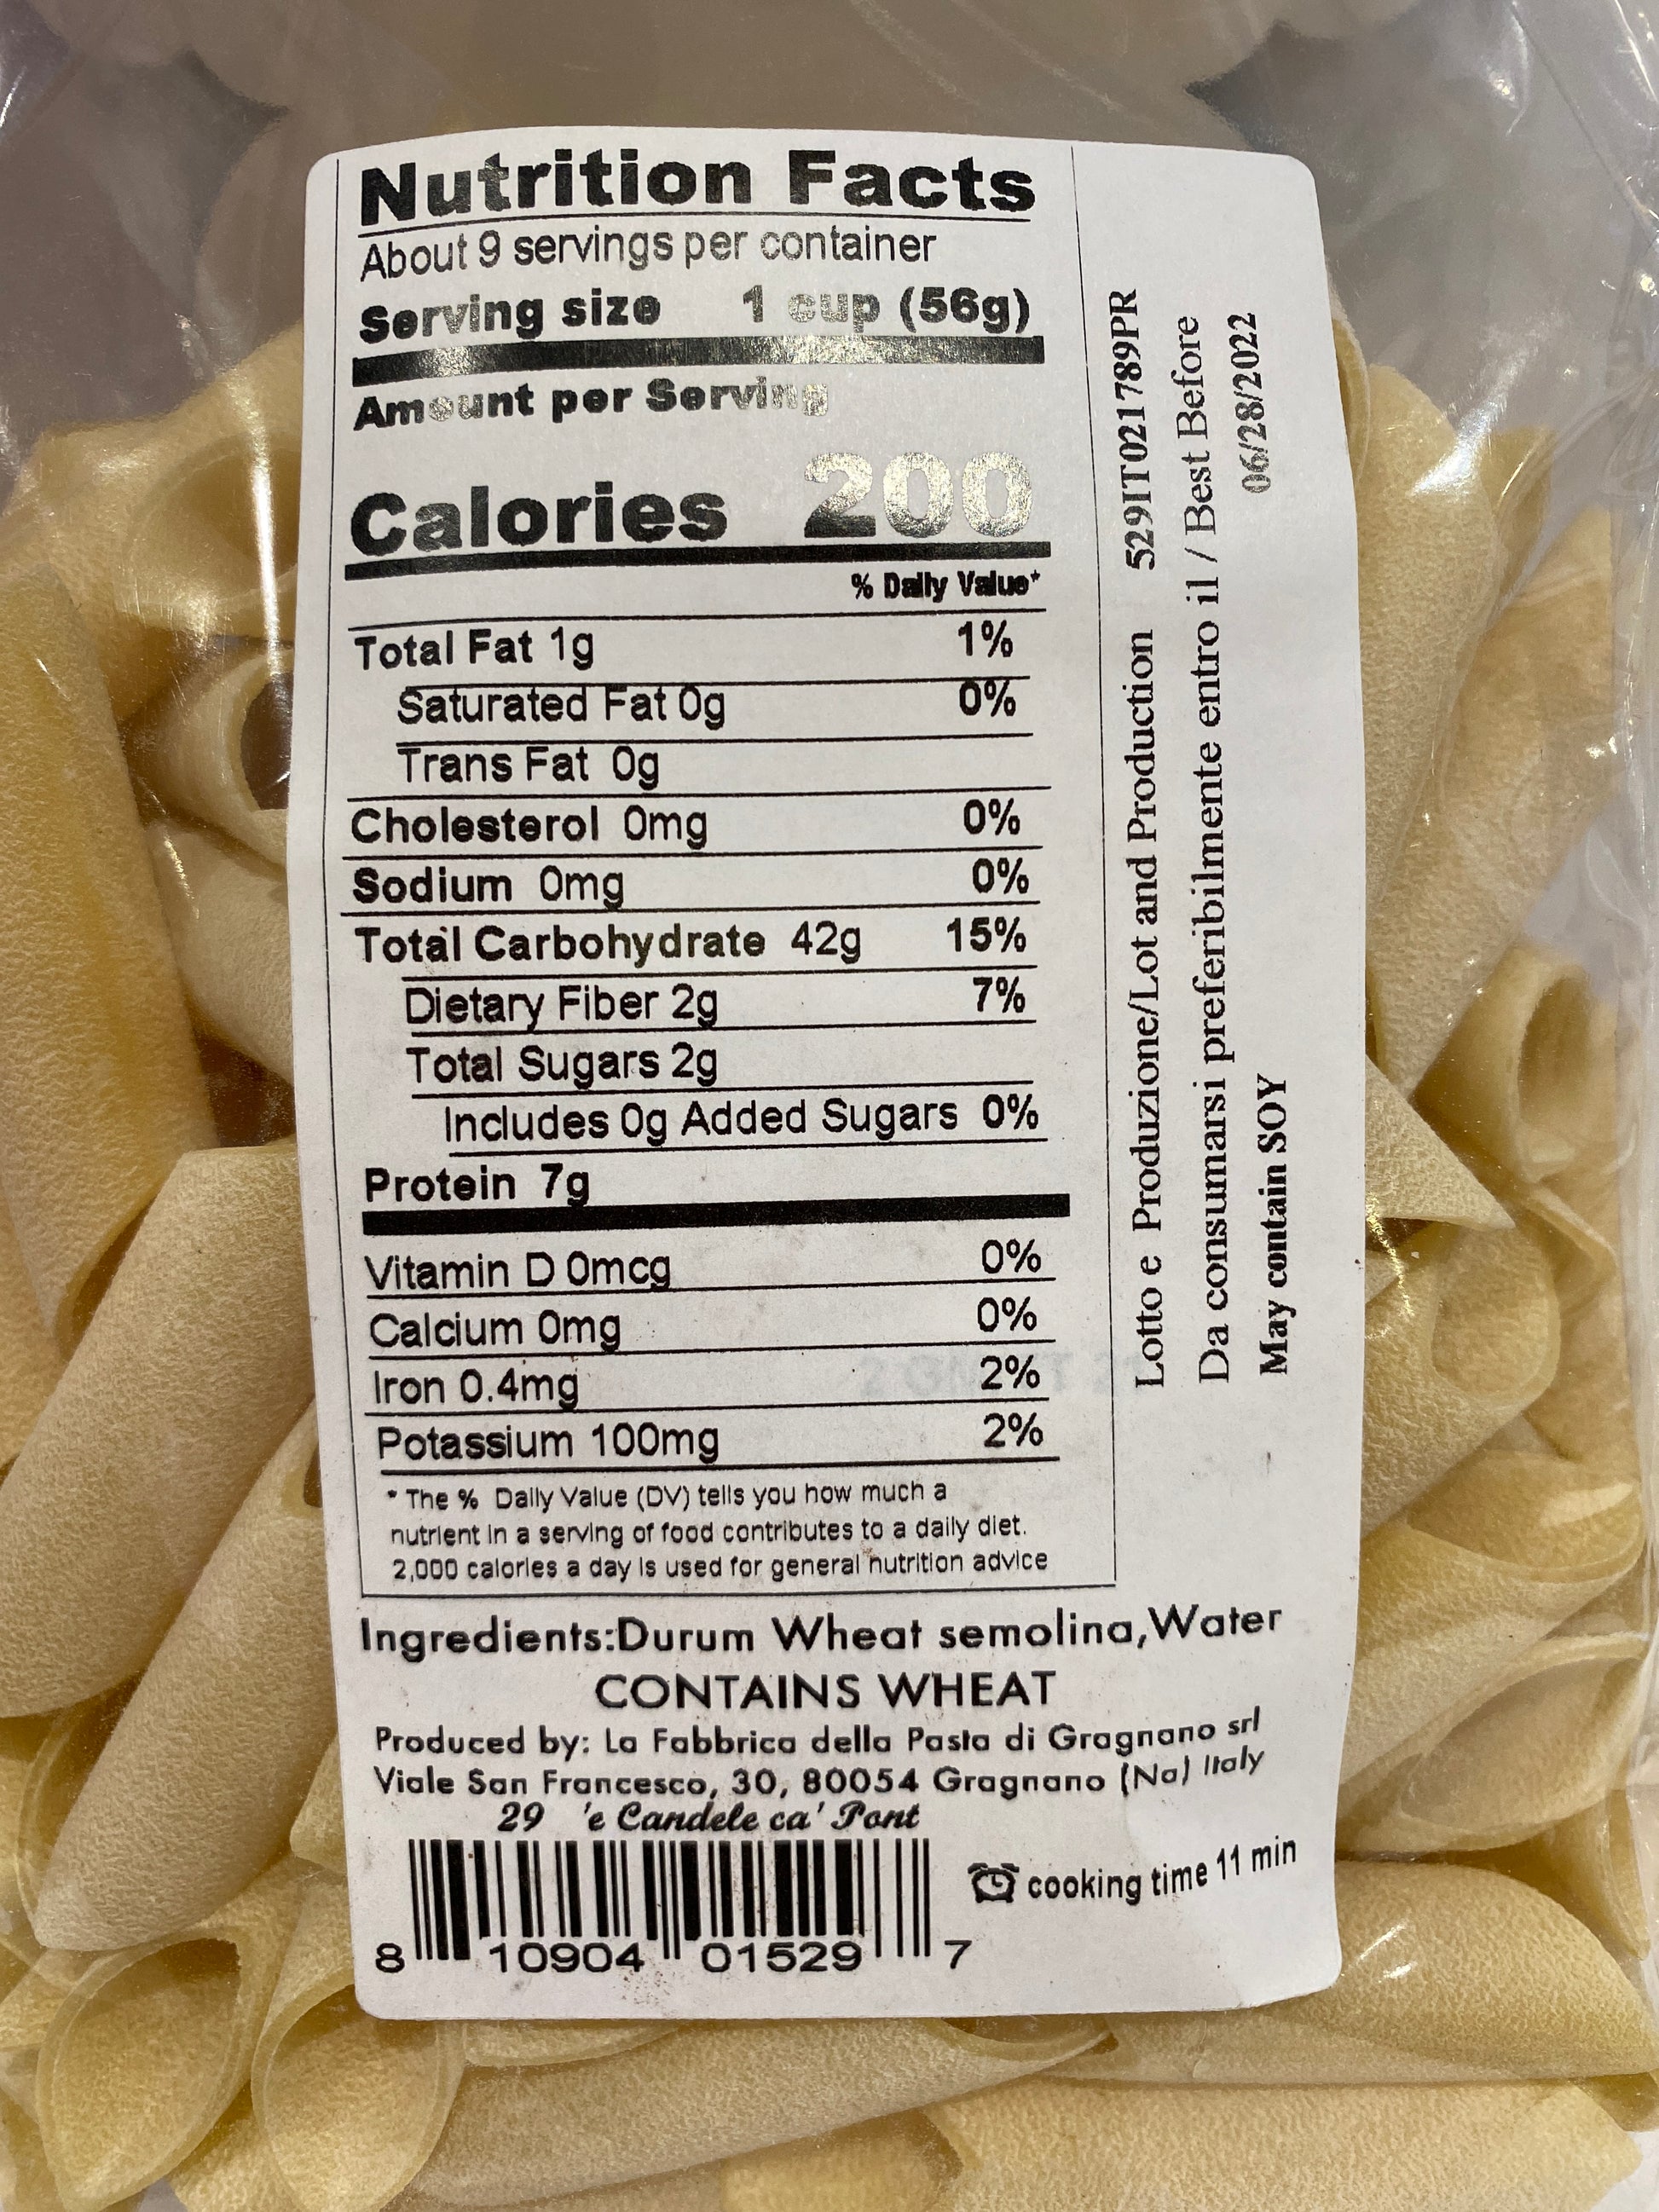 Nutrition Facts
About 9 servings per container
Serving size 1 cup (56g)
Amount per Serving
Calories 200
% Daily Value*
Total Fat 1g 1%
Saturated Fat 0g 0%
Trans Fat 0g
Cholesterol 0mg 0%
Sodium 0mg 0%
Total Carbohydrate 42g 15%
Dietary Fiber 2g 7%
Total Sugars 2g
Includes 0g Added Sugars 0%
Protein 7g
Vitamin D 0mcg 0%
Calcium 0mg 0%
Iron 0.4mg 2%
Potassium 100mg 2%
* The % Daily Value (DV) tells you how much a
nutrient in a serving of food contributes to a daily diet.
2,000 calories a day is used for general nutrition advice
Lotto e Produzione/Lot and Production 529IT021789PR
Da consumarsi preferibilmente entro il / Best Before
May contain SOY 06/28/2022
Ingredients:Durum Wheat semolina,Water
CONTAINS WHEAT
Produced by: La Fabbrica della Pasta di Gragnano srl
Viale San Francesco, 30, 80054 Gragnano (Na) Italy
29 'e Candele ca' Pont
cooking time 11 min
8 10904 01529 7